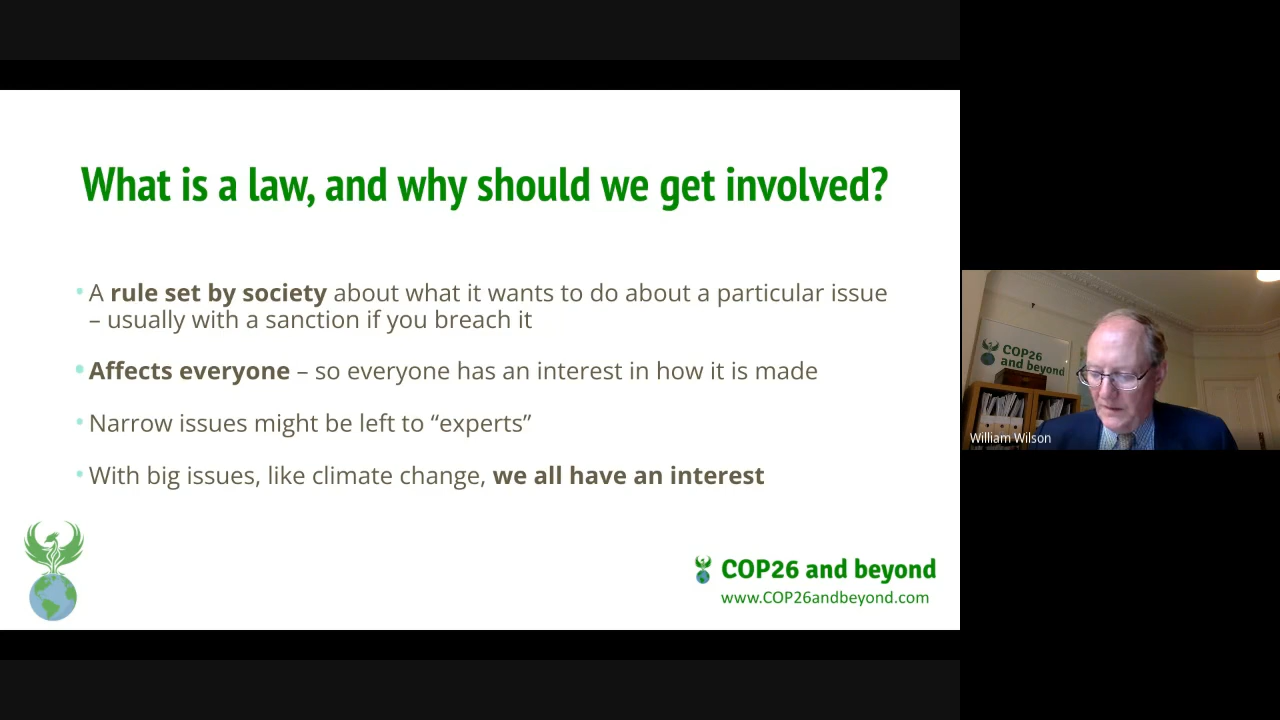 What is a law, and why should we get involved?
• A rule set by society about what it wants to do about a particular issue
– usually with a sanction if you breach it
• Affects everyone – so everyone has an interest in how it is made
• Narrow issues might be left to “experts”
• With big issues, like climate change, we all have an interest
COP26 and beyond
www.COP26andbeyond.com
COP26
and beyond
William Wilson